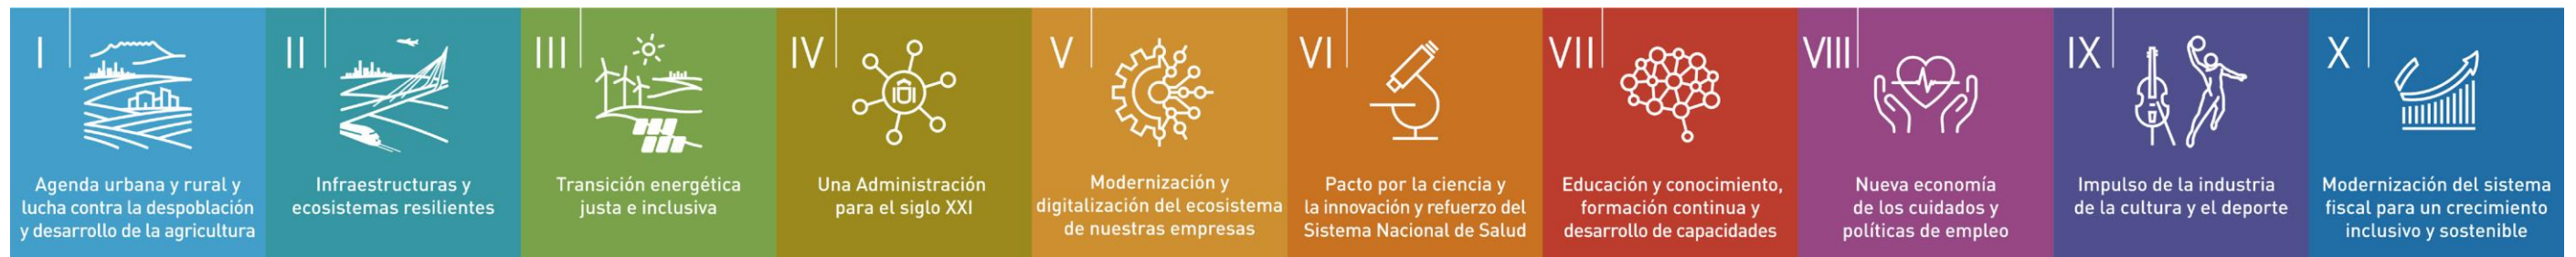 I
Agenda urbana y rural y
lucha contra la despoblación
y desarrollo de la agricultura
II
Infraestructuras y
ecosistemas resilientes
III
Transición energética
justa e inclusiva
IV
Una Administración
para el siglo XXI
V
Modernización y
digitalización del ecosistema
de nuestras empresas
VI
Pacto por la ciencia y
la innovación y refuerzo del
Sistema Nacional de Salud
VII
Educación y conocimiento,
formación continua y
desarrollo de capacidades
VIII
Nueva economía
de los cuidados y
políticas de empleo
IX
Impulso de la industria
de la cultura y el deporte
X
Modernización del sistema
fiscal para un crecimiento
inclusivo y sostenible